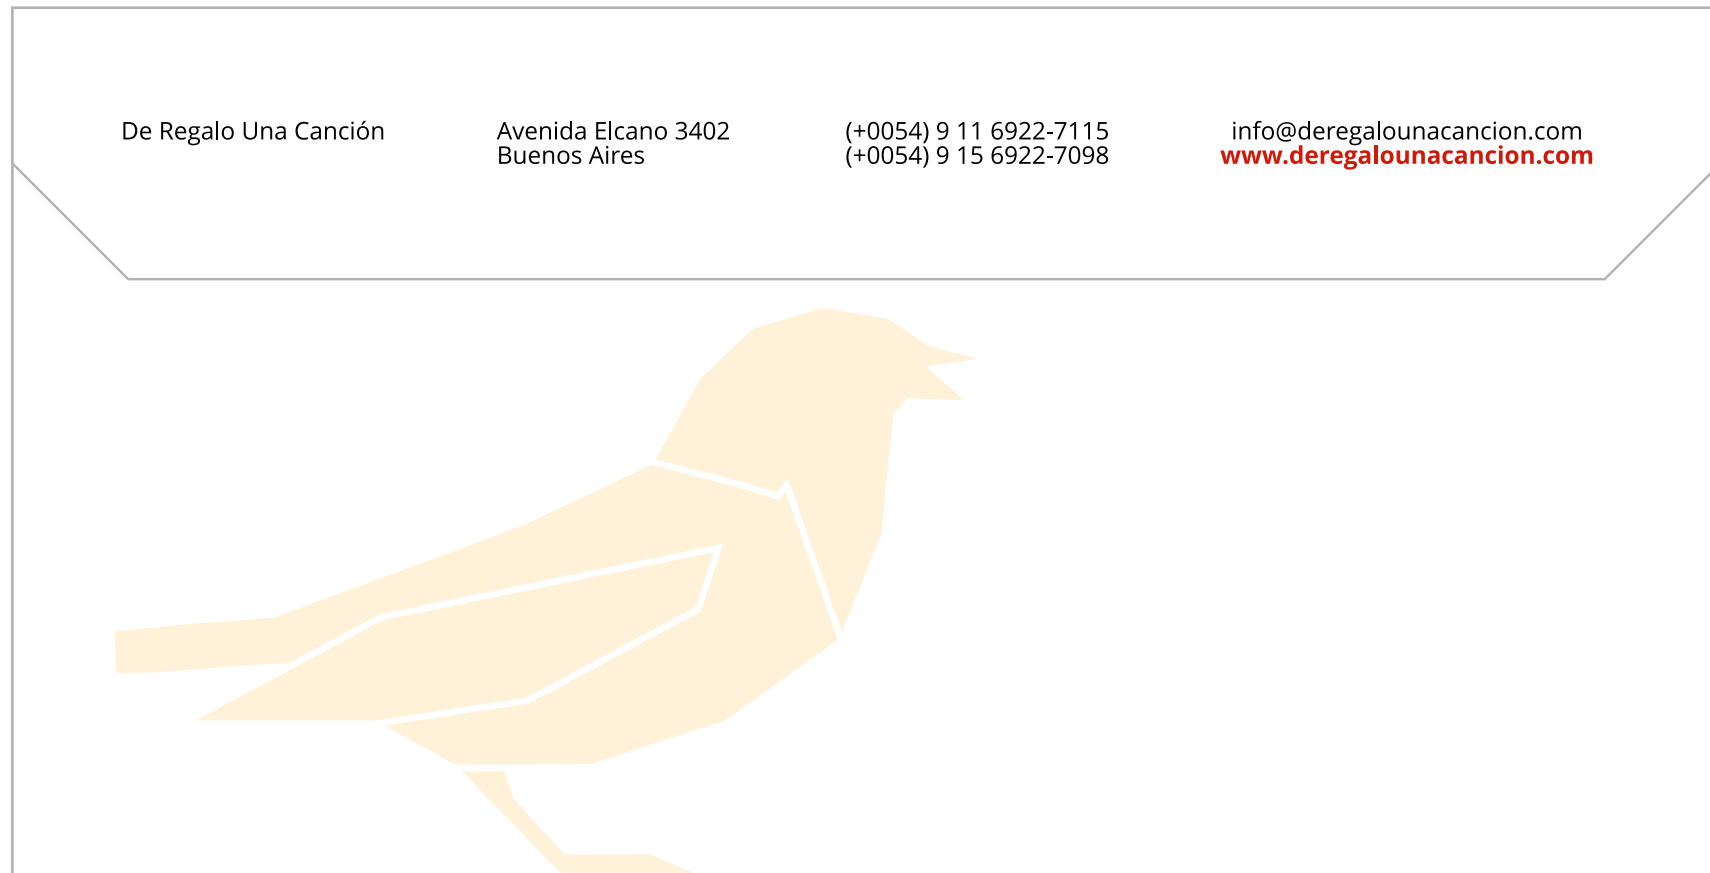 De Regalo Una Canción
Avenida Elcano 3402
Buenos Aires
(+0054) 9 11 6922-7115
(+0054) 9 15 6922-7098
info@deregalounacancion.com
www.deregalounacancion.com